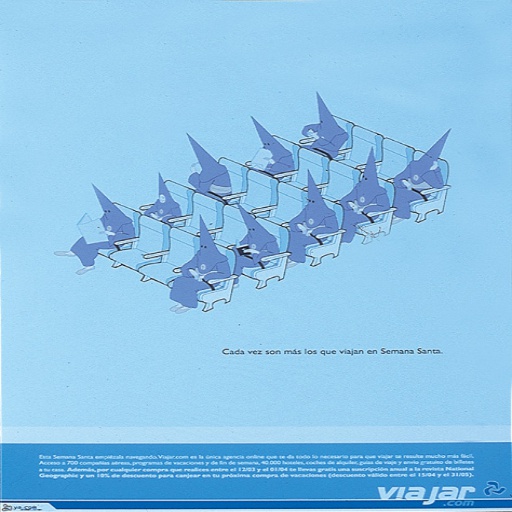 Cada vez son más los que viajan en Semana Santa.
Esta Semana Santa empiézala navegando. Viajar.com es la única agencia online que te da todo lo necesario para que viajar te resulte mucho más fácil.
Acceso a 700 compañías aéreas, programas de vacaciones y de fin de semana, 40.000 hoteles, coches de alquiler, guías de viaje y envío gratuito de billetes
a tu casa. Además, por cualquier compra que realices entre el 12/03 y el 01/04 te llevas gratis una suscripción anual a la revista National
Geographic y un 10% de descuento para canjear en tu próxima compra de vacaciones (descuento válido entre el 15/04 y el 31/05).
viajar
.com